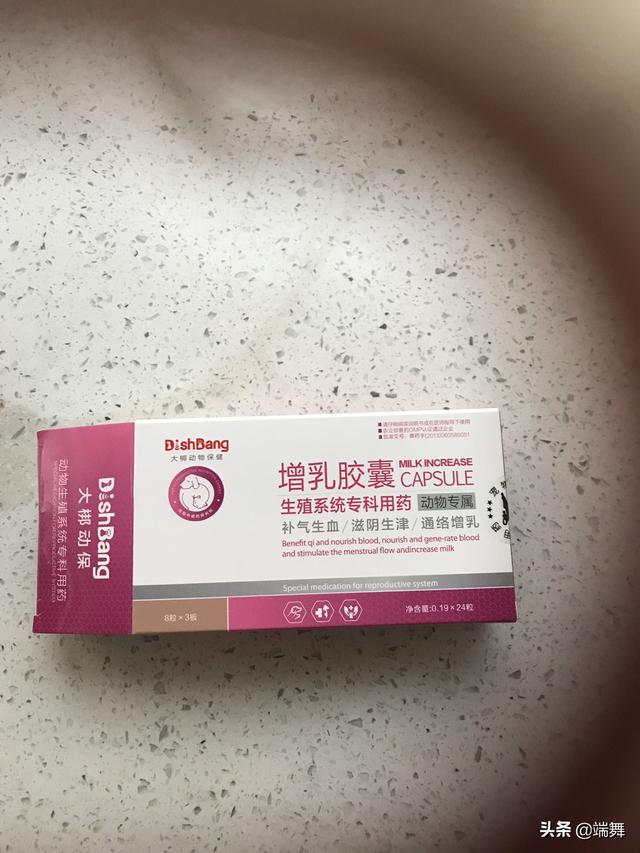 DishBang
大梆动保
动物生殖系统专科用药
DishBang
大梆动物保健
增乳胶囊
MILK INCREASE
CAPSULE
生殖系统专科用药
动物专属
补气生血/滋阴生津/通络增乳
Benefit qi and nourish blood, nourish and gene-rate blood
and stimulate the menstrual flow andincrease milk
Special medication for reproductive system
8粒×3板
净含量:0.19×24粒
头条 @端舞